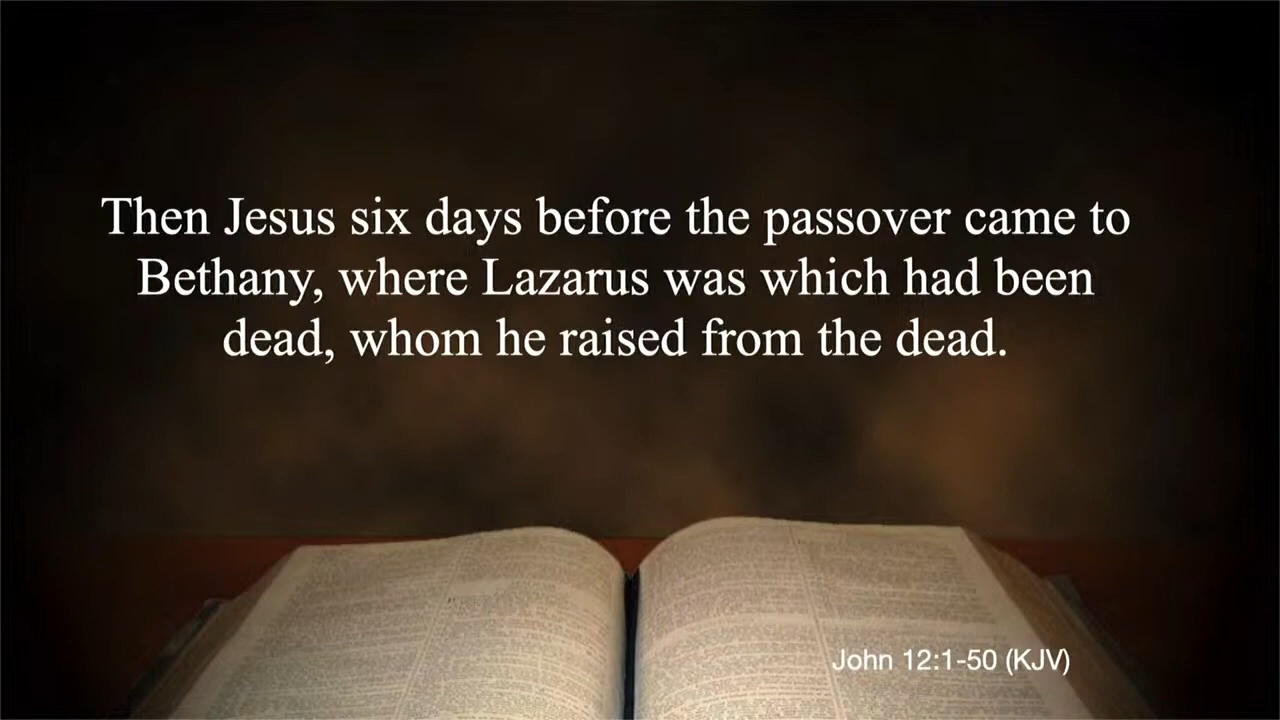 Then Jesus six days before the passover came to
Bethany, where Lazarus was which had been
dead, whom he raised from the dead.
John 12:1-50 (KJV)